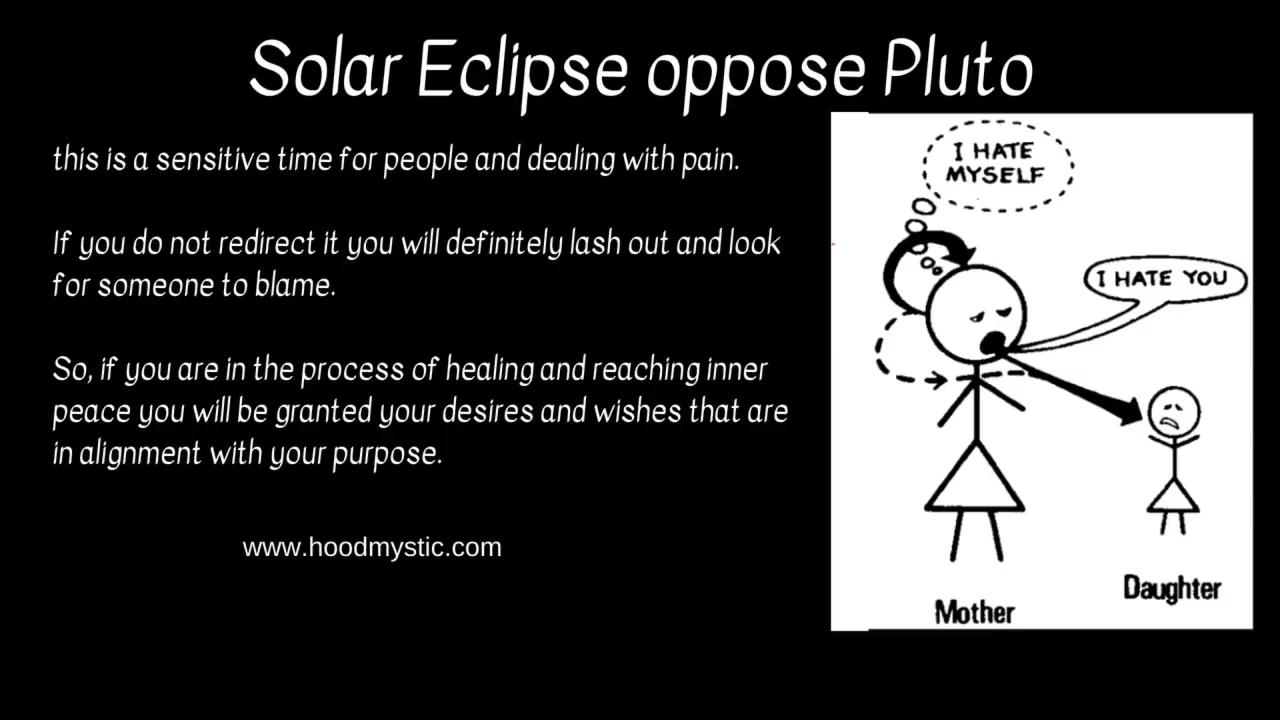 Solar Eclipse oppose Pluto
this is a sensitive time for people and dealing with pain.
If you do not redirect it you will definitely lash out and look
for someone to blame.
So, if you are in the process of healing and reaching inner
peace you will be granted your desires and wishes that are
in alignment with your purpose.
www.hoodmystic.com
I HATE
MYSELF
I HATE YOU
Mother
Daughter